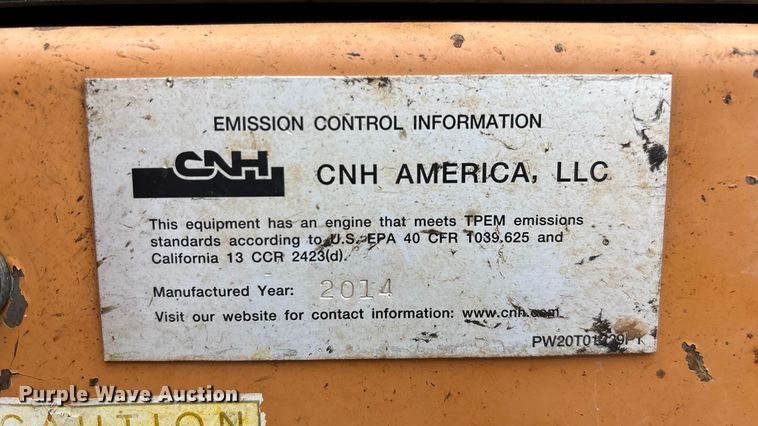 EMISSION CONTROL INFORMATION
CNH CNH AMERICA, LLC
This equipment has an engine that meets TPEM emissions
standards according to U.S. EPA 40 CFR 1039.625 and
California 13 CCR 2423(d).
Manufactured Year: 2014
Visit our website for contact information: www.cnh.com
Purple Wave Auction
CAUTION